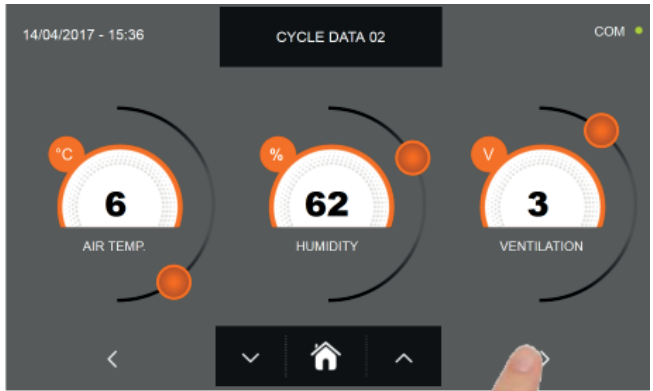 14/04/2017 - 15:36
CYCLE DATA 02
COM
°C
%
V
6
62
3
AIR TEMP.
HUMIDITY
VENTILATION